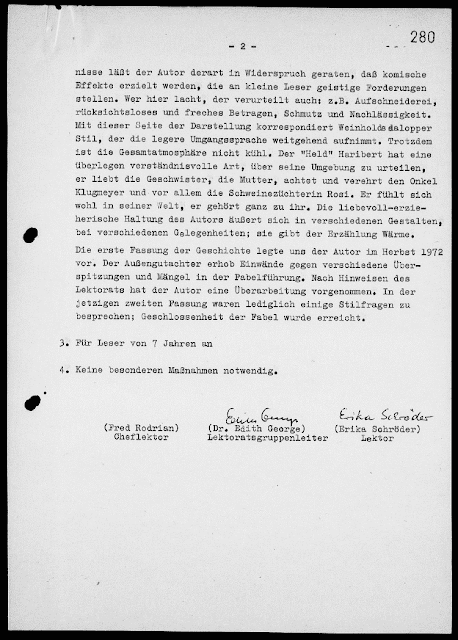 280
- 2 -
nisse läßt der Autor derart in Widerspruch geraten, daß komische
Effekte erzielt werden, die an kleine Leser geistige Forderungen
stellen. Wer hier lacht, der verurteilt auch: z.B. Aufschneiderei,
rücksichtsloses und freches Betragen, Schmutz und Nachlässigkeit.
Mit dieser Seite der Darstellung korrespondiert Weinholds salopper
Stil, der die legere Umgangssprache weitgehend aufnimmt. Trotzdem
ist die Gesamtatmosphäre nicht kühl. Der "Held" Haribert hat eine
überlegen verständnisvolle Art, über seine Umgebung zu urteilen,
er liebt die Geschwister, die Mutter, achtet und verehrt den Onkel
Klugmeyer und vor allem die Schweinezüchterin Rosi. Er fühlt sich
wohl in seiner Welt, er gehört ganz zu ihr. Die liebevoll-erzie-
herische Haltung des Autors äußert sich in verschiedenen Gestalten,
bei verschiedenen Gelegenheiten; sie gibt der Erzählung Wärme.
Die erste Fassung der Geschichte legte uns der Autor im Herbst 1972
vor. Der Außengutachter erhob Einwände gegen verschiedene Über-
spitzungen und Mängel in der Fabelführung. Nach Hinweisen des
Lektorats hat der Autor eine Überarbeitung vorgenommen. In der
jetzigen zweiten Fassung waren lediglich einige Stilfragen zu
besprechen; Geschlossenheit der Fabel wurde erreicht.
3. Für Leser von 7 Jahren an
4. Keine besonderen Maßnahmen notwendig.
Erika Schröder
(Fred Rodrian) (Dr. Edith George) (Erika Schröder)
Cheflektor Lektoratsgruppenleiter Lektor